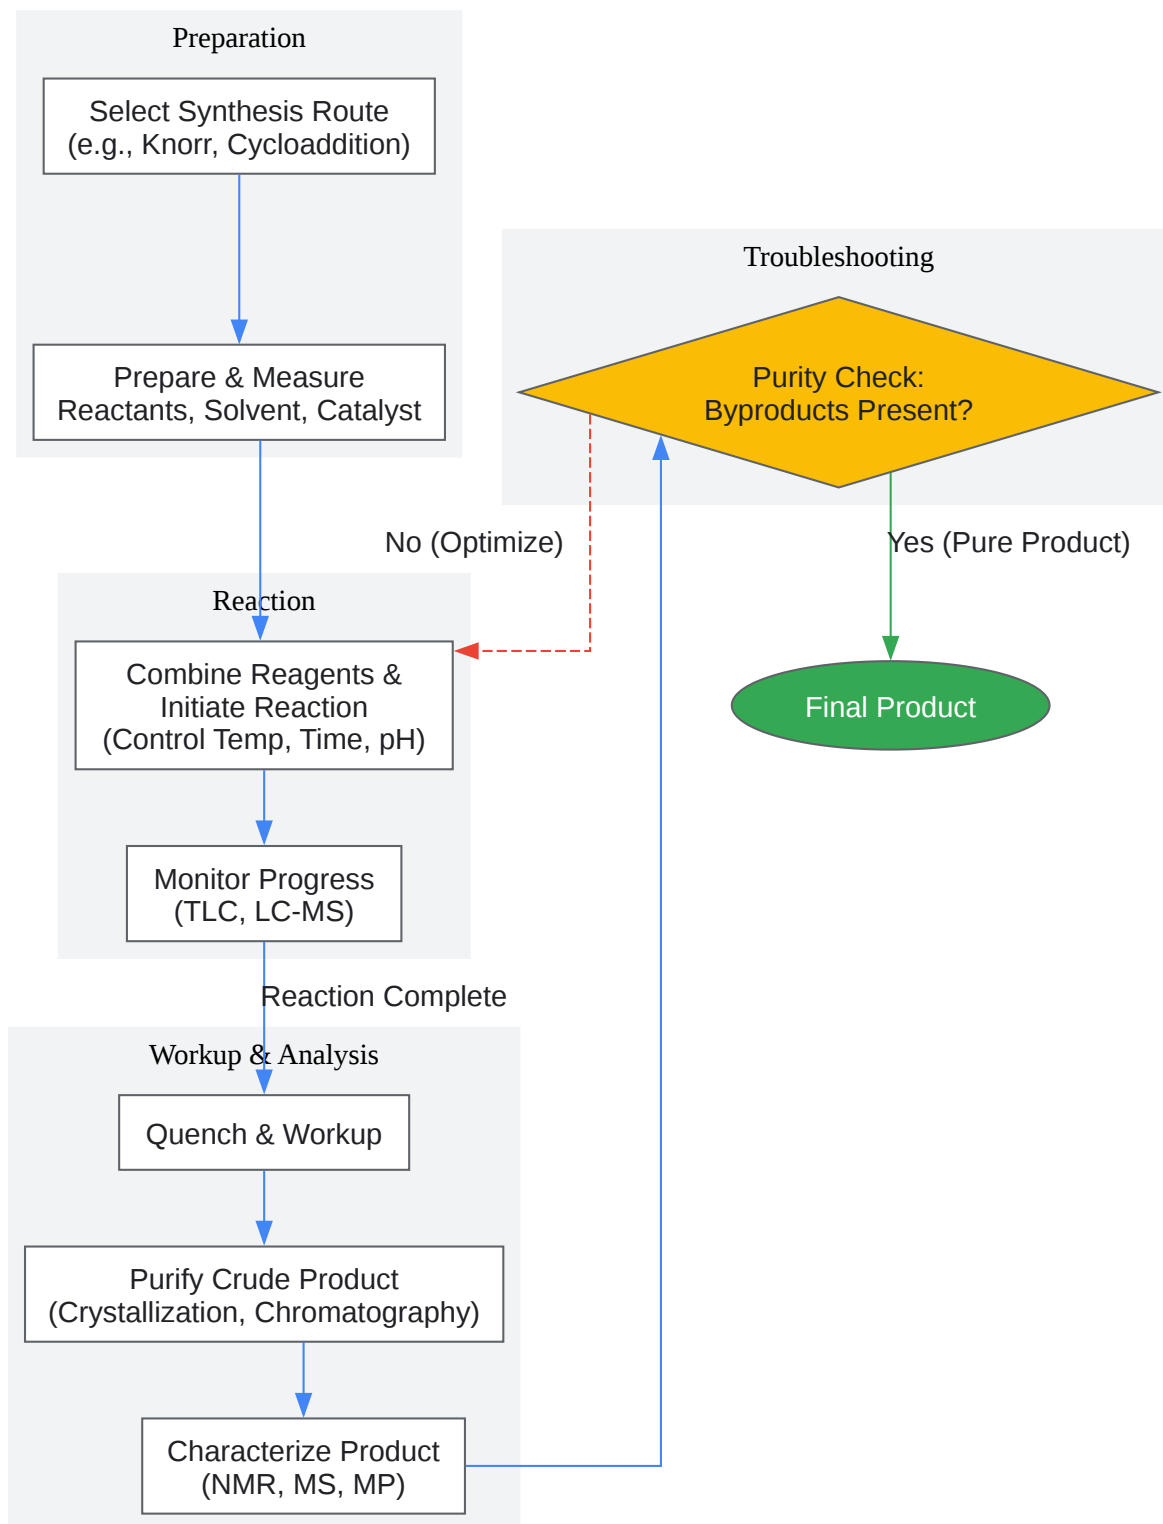 Preparation
Select Synthesis Route
(e.g., Knorr, Cycloaddition)
Prepare & Measure
Reactants, Solvent, Catalyst
Troubleshooting
Purity Check:
Byproducts Present?
No (Optimize)
Yes (Pure Product)
Final Product
Reaction
Combine Reagents &
Initiate Reaction
(Control Temp, Time, pH)
Monitor Progress
(TLC, LC-MS)
Reaction Complete
Workup & Analysis
Quench & Workup
Purify Crude Product
(Crystallization, Chromatography)
Characterize Product
(NMR, MS, MP)